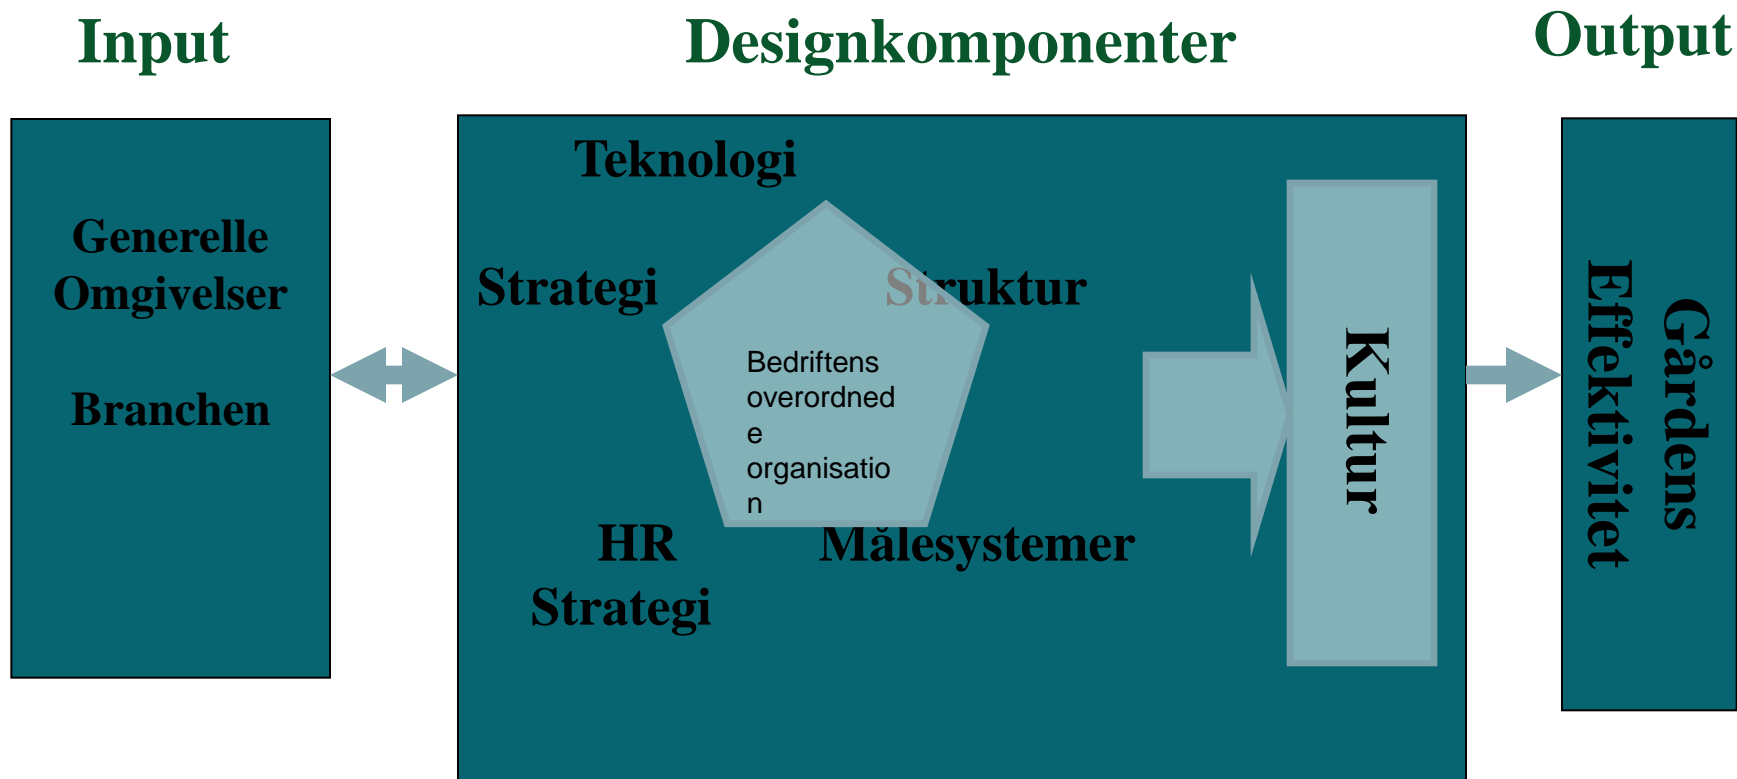 Input
Designkomponenter
Output
Generelle
Omgivelser
Branchen
Teknologi
Strategi
Struktur
Bedriftens
overordned
e
organisatio
n
HR
Strategi
Målesystemer
Kultur
Gårdens
Effektivitet